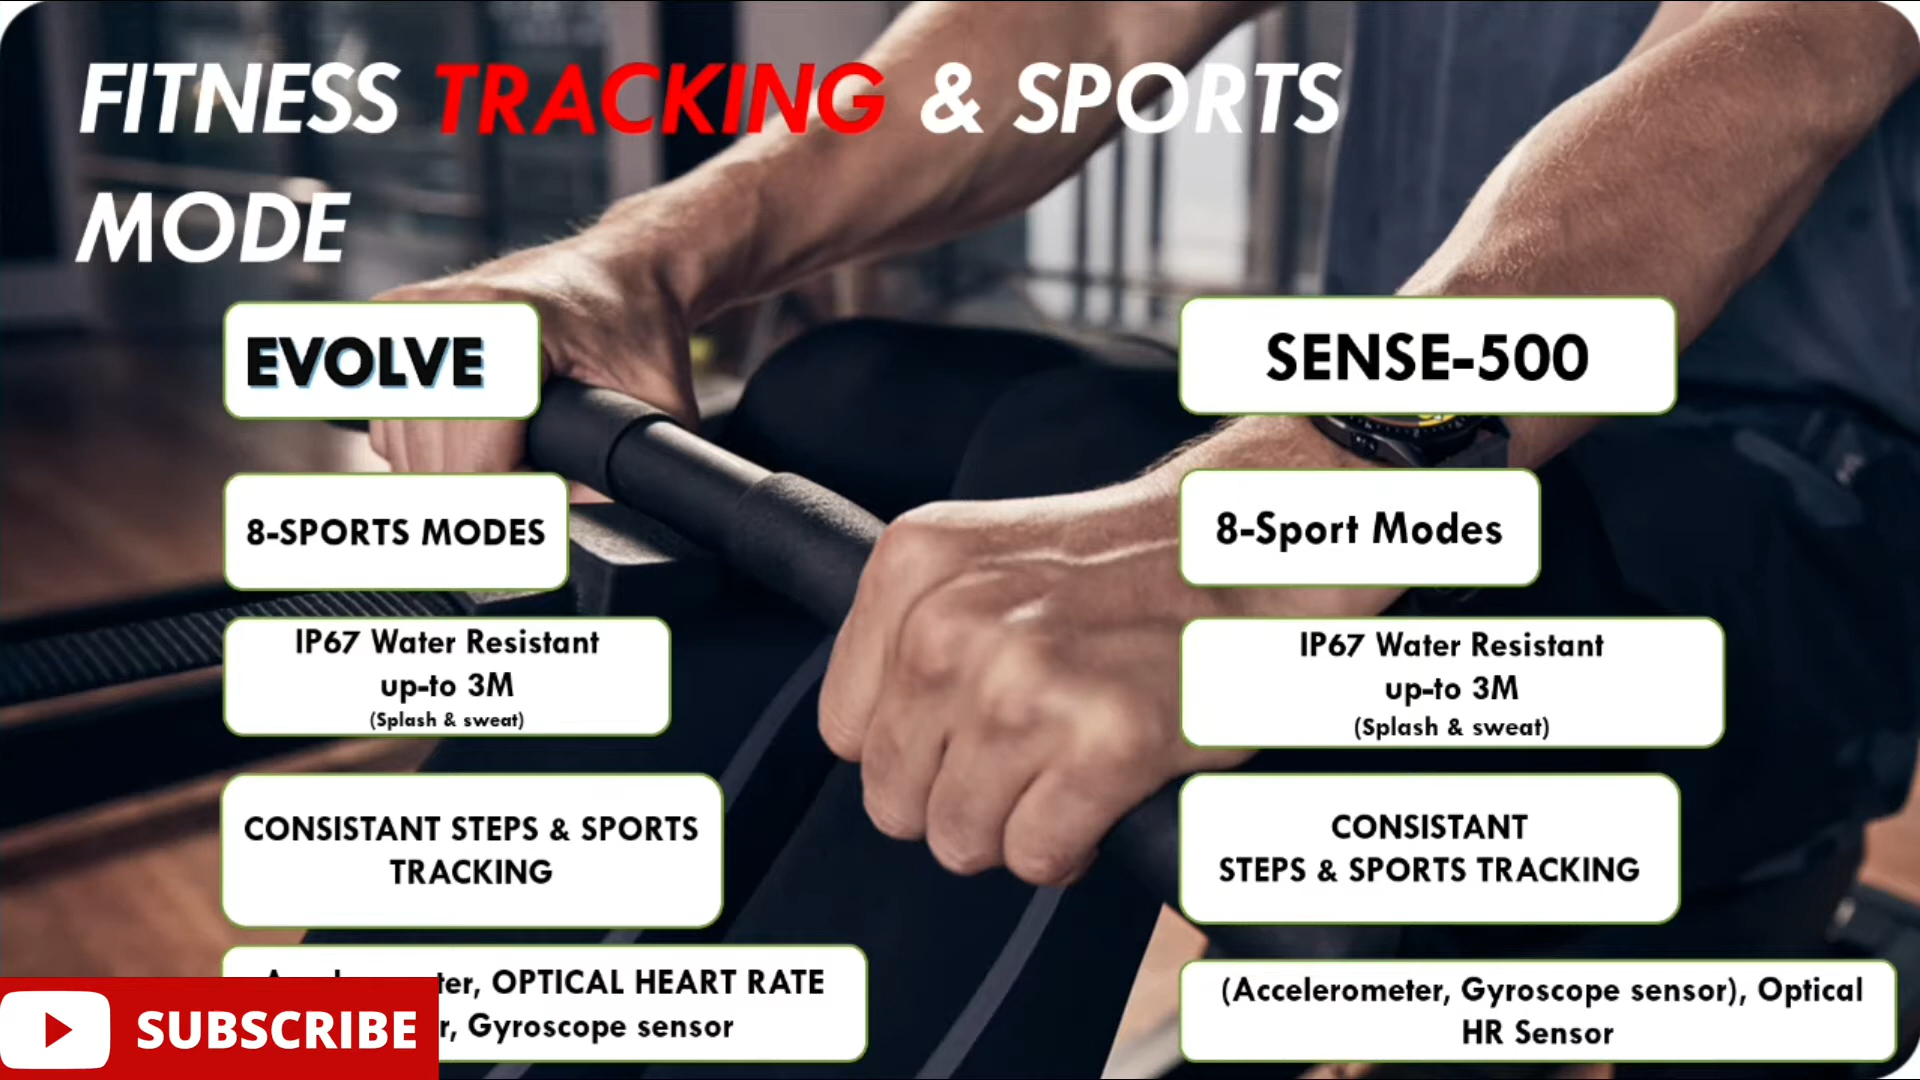 FITNESS TRACKING & SPORTS
MODE
EVOLVE
8-SPORTS MODES
IP67 Water Resistant
up-to 3M
(Splash & sweat)
CONSISTANT STEPS & SPORTS
TRACKING
OPTICAL HEART RATE
Gyroscope sensor
SENSE-500
8-Sport Modes
IP67 Water Resistant
up-to 3M
(Splash & sweat)
CONSISTANT
STEPS & SPORTS TRACKING
(Accelerometer, Gyroscope sensor), Optical
HR Sensor
SUBSCRIBE